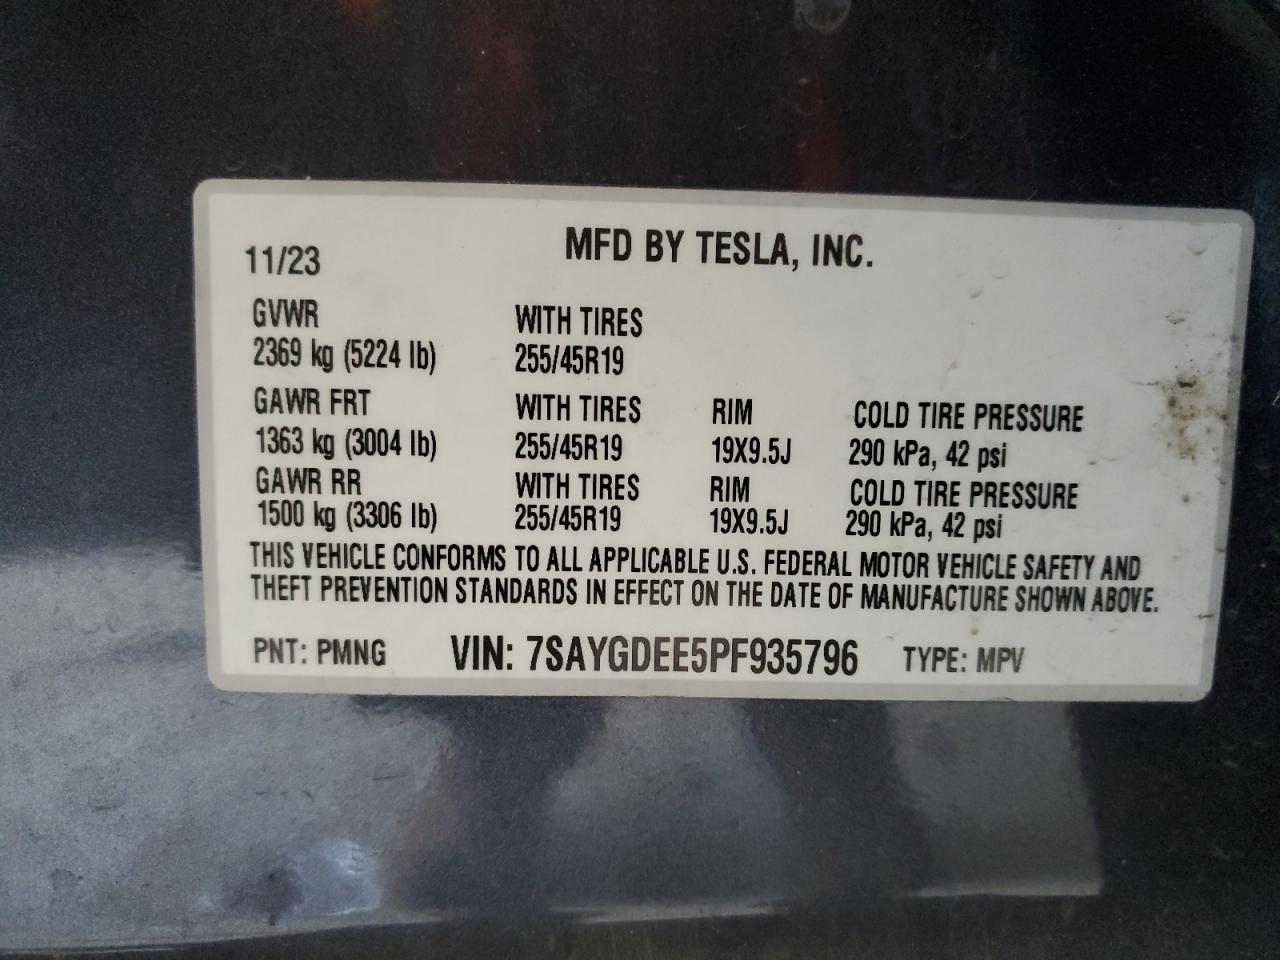 MFD BY TESLA, INC.
11/23
GVWR WITH TIRES
2369 kg (5224 lb) 255/45R19
GAWR FRT WITH TIRES RIM COLD TIRE PRESSURE
1363 kg (3004 lb) 255/45R19 19X9.5J 290 kPa, 42 psi
GAWR RR WITH TIRES RIM COLD TIRE PRESSURE
1500 kg (3306 lb) 255/45R19 19X9.5J 290 kPa, 42 psi
THIS VEHICLE CONFORMS TO ALL APPLICABLE U.S. FEDERAL MOTOR VEHICLE SAFETY AND
THEFT PREVENTION STANDARDS IN EFFECT ON THE DATE OF MANUFACTURE SHOWN ABOVE.
PNT: PMNG VIN: 7SAYGDEE5PF935796 TYPE: MPV